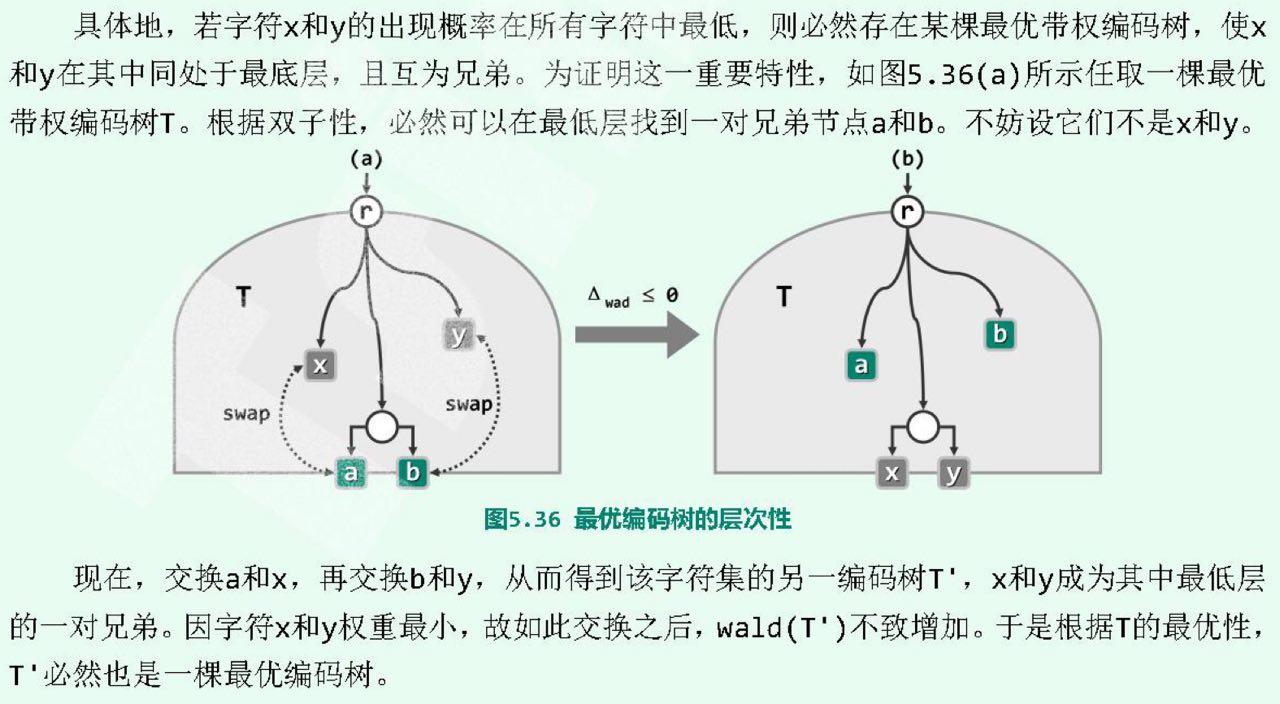 具体地，若字符x和y的出现概率在所有字符中最低，则必然存在某棵最优带权编码树，使x
和y在其中同处于最底层，且互为兄弟。为证明这一重要特性，如图5.36(a)所示任取一棵最优
带权编码树T。根据双子性，必然可以在最低层找到一对兄弟节点a和b。不妨设它们不是x和y。
(a)
r
T
x
y
swap
swap
a
b
Δwad ≤ 0
(b)
r
T
a
b
x
y
图5.36 最优编码树的层次性
现在，交换a和x，再交换b和y，从而得到该字符集的另一编码树T'，x和y成为其中最低层
的一对兄弟。因字符x和y权重最小，故如此交换之后，wald(T')不致增加。于是根据T的最优性，
T'必然也是一棵最优编码树。